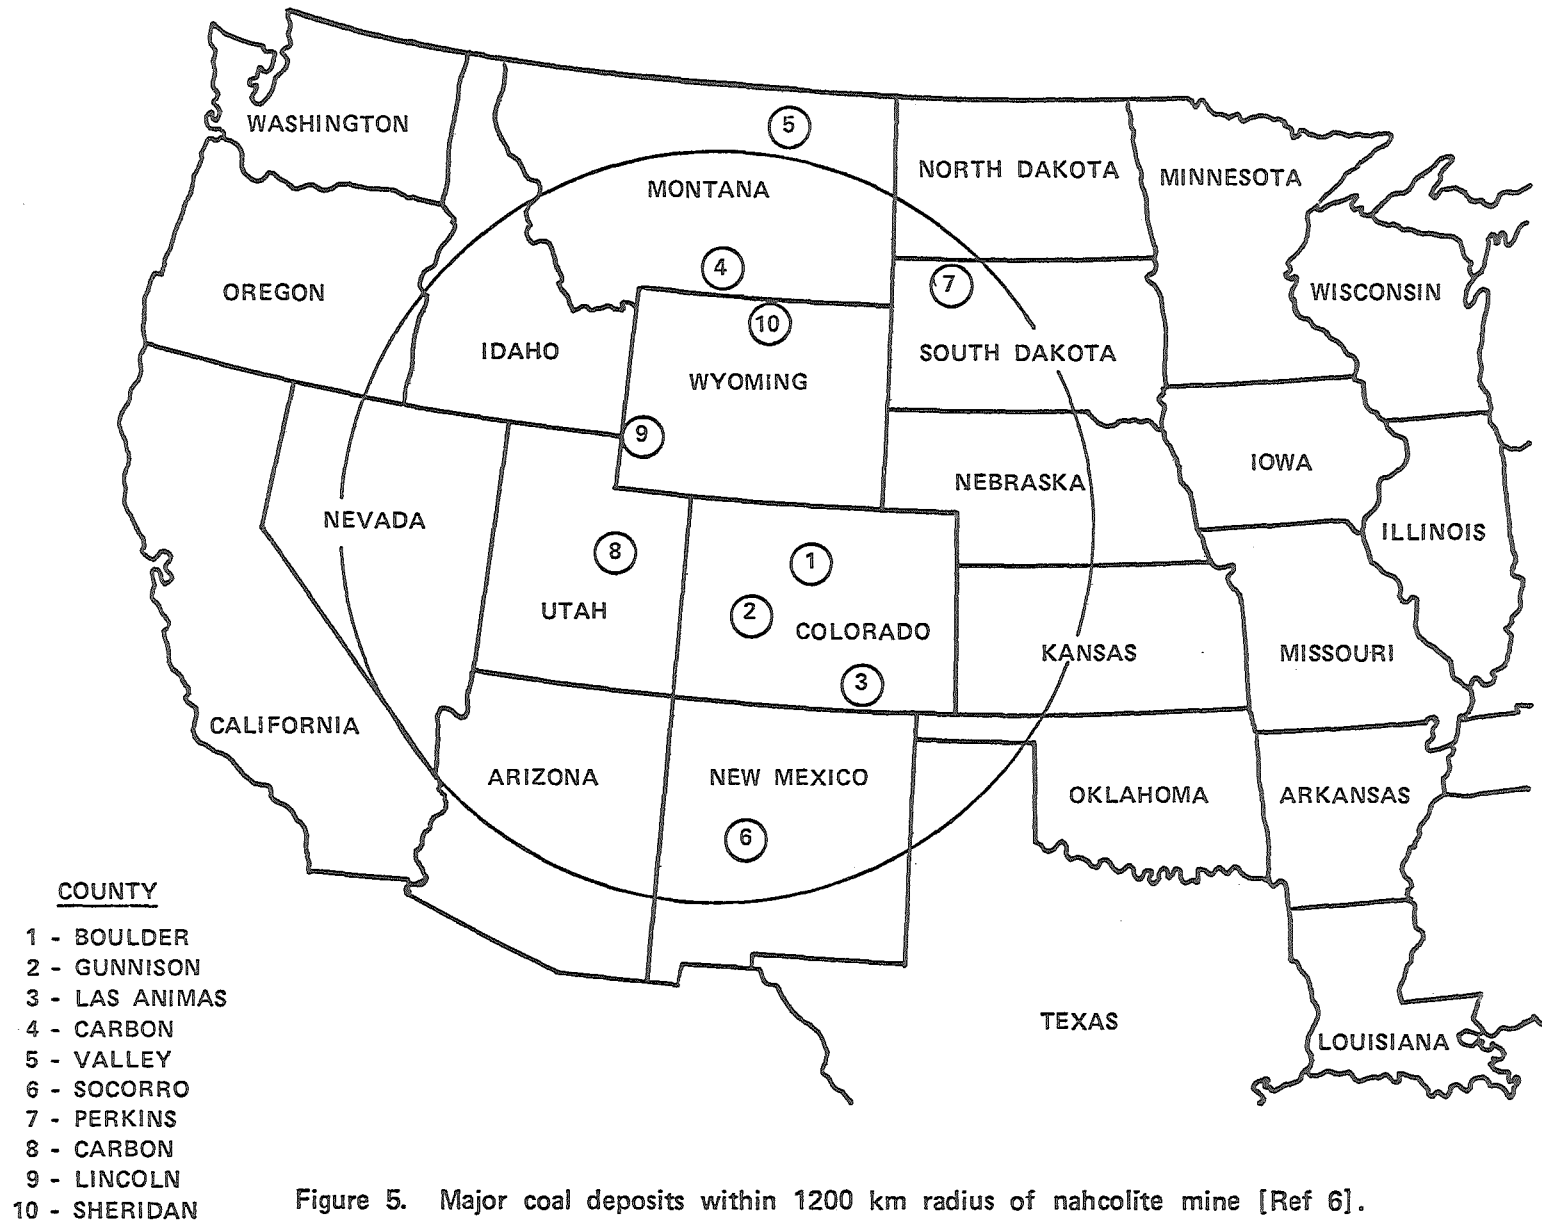 WASHINGTON
5
NORTH DAKOTA
MINNESOTA
MONTANA
4
7
OREGON
WISCONSIN
10
IDAHO
SOUTH DAKOTA
WYOMING
9
IOWA
NEBRASKA
NEVADA
ILLINOIS
8
1
UTAH
2
COLORADO
KANSAS
MISSOURI
3
CALIFORNIA
ARIZONA
NEW MEXICO
OKLAHOMA
ARKANSAS
6
TEXAS
LOUISIANA
COUNTY
1 - BOULDER
2 - GUNNISON
3 - LAS ANIMAS
4 - CARBON
5 - VALLEY
6 - SOCORRO
7 - PERKINS
8 - CARBON
9 - LINCOLN
10 - SHERIDAN
Figure 5. Major coal deposits within 1200 km radius of nahcolite mine [Ref 6].